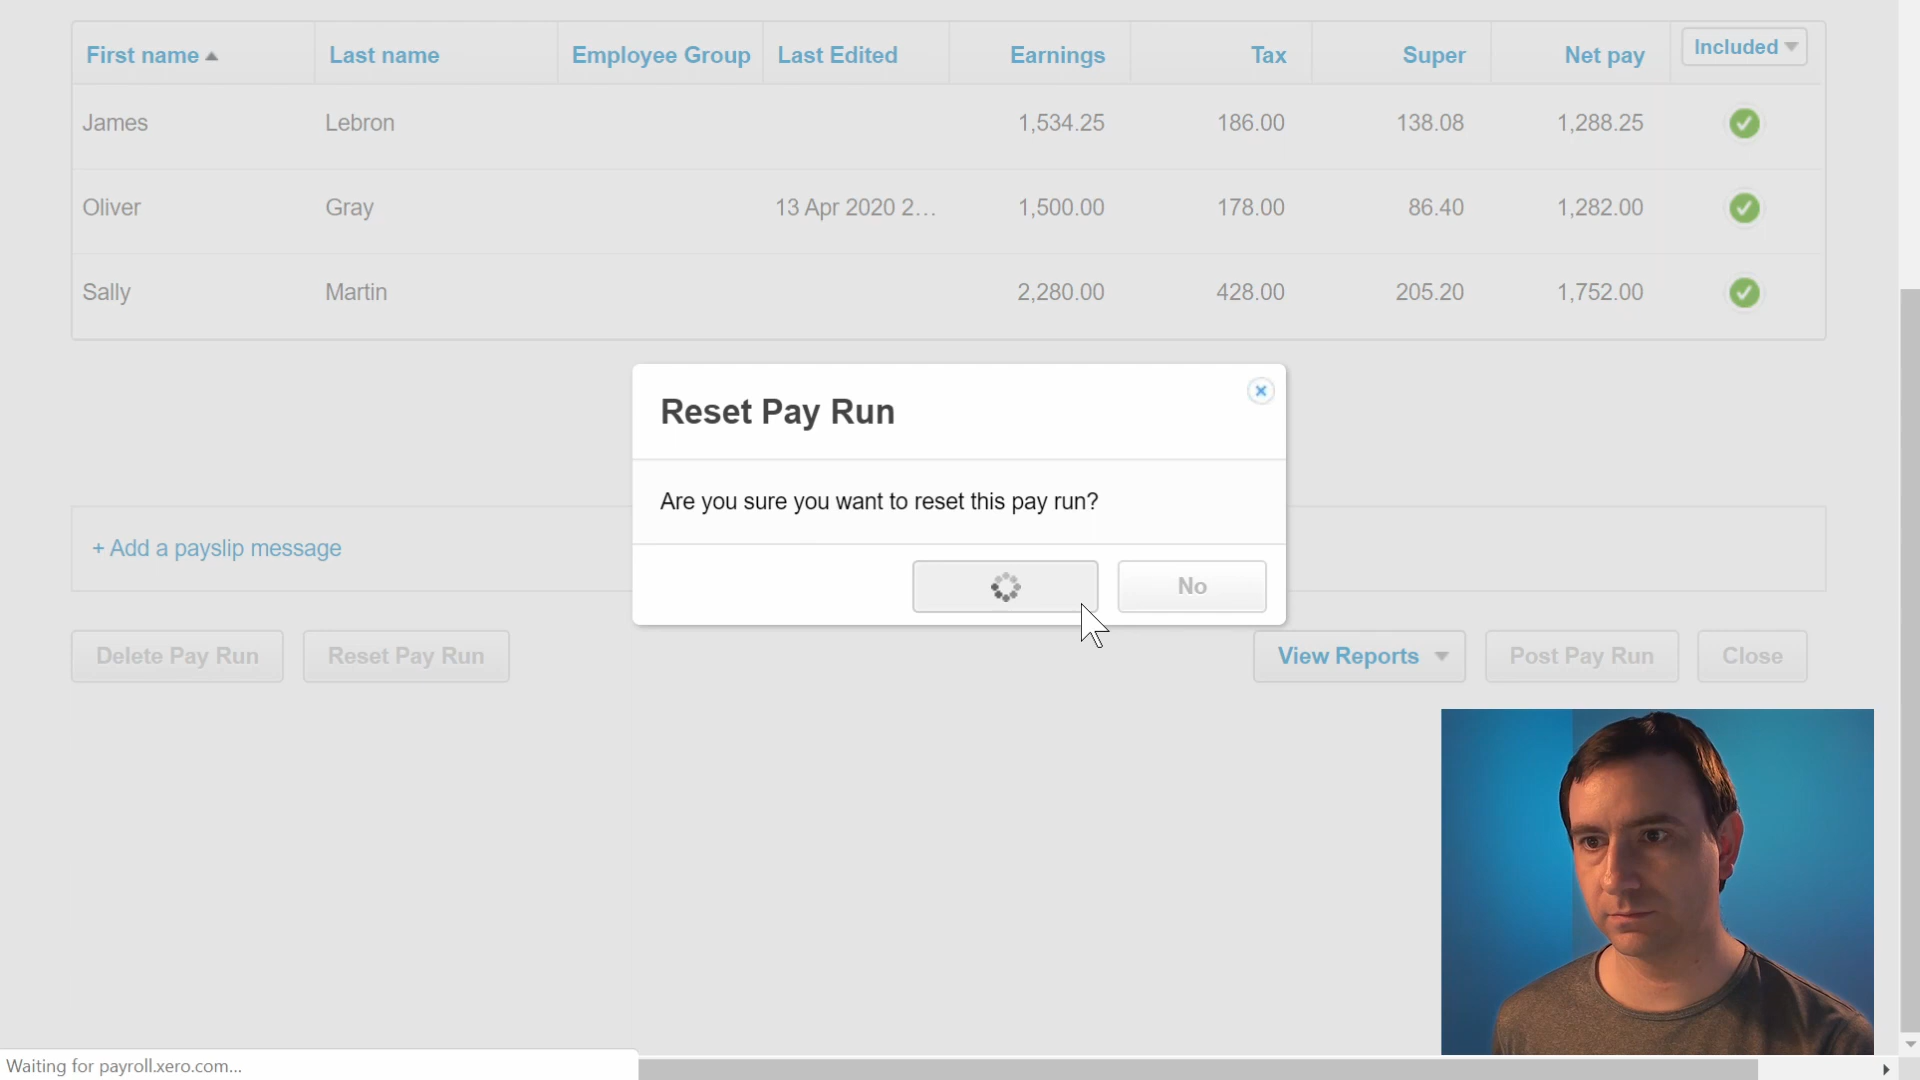 First name Last name Employee Group Last Edited Earnings Tax Super Net pay Included
James Lebron 1,534.25 186.00 138.08 1,288.25
Oliver Gray 13 Apr 2020 2... 1,500.00 178.00 86.40 1,282.00
Sally Martin 2,280.00 428.00 205.20 1,752.00
Reset Pay Run
Are you sure you want to reset this pay run?
No
+ Add a payslip message
Delete Pay Run Reset Pay Run View Reports Post Pay Run Close
Waiting for payroll.xero.com...